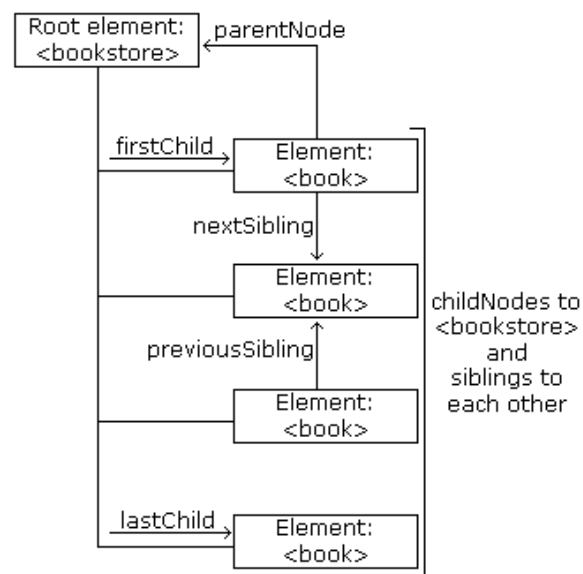 Root element:
<bookstore>
parentNode
firstChild
Element:
<book>
nextSibling
Element:
<book>
previousSibling
Element:
<book>
lastChild
Element:
<book>
childNodes to
<bookstore>
and
siblings to
each other